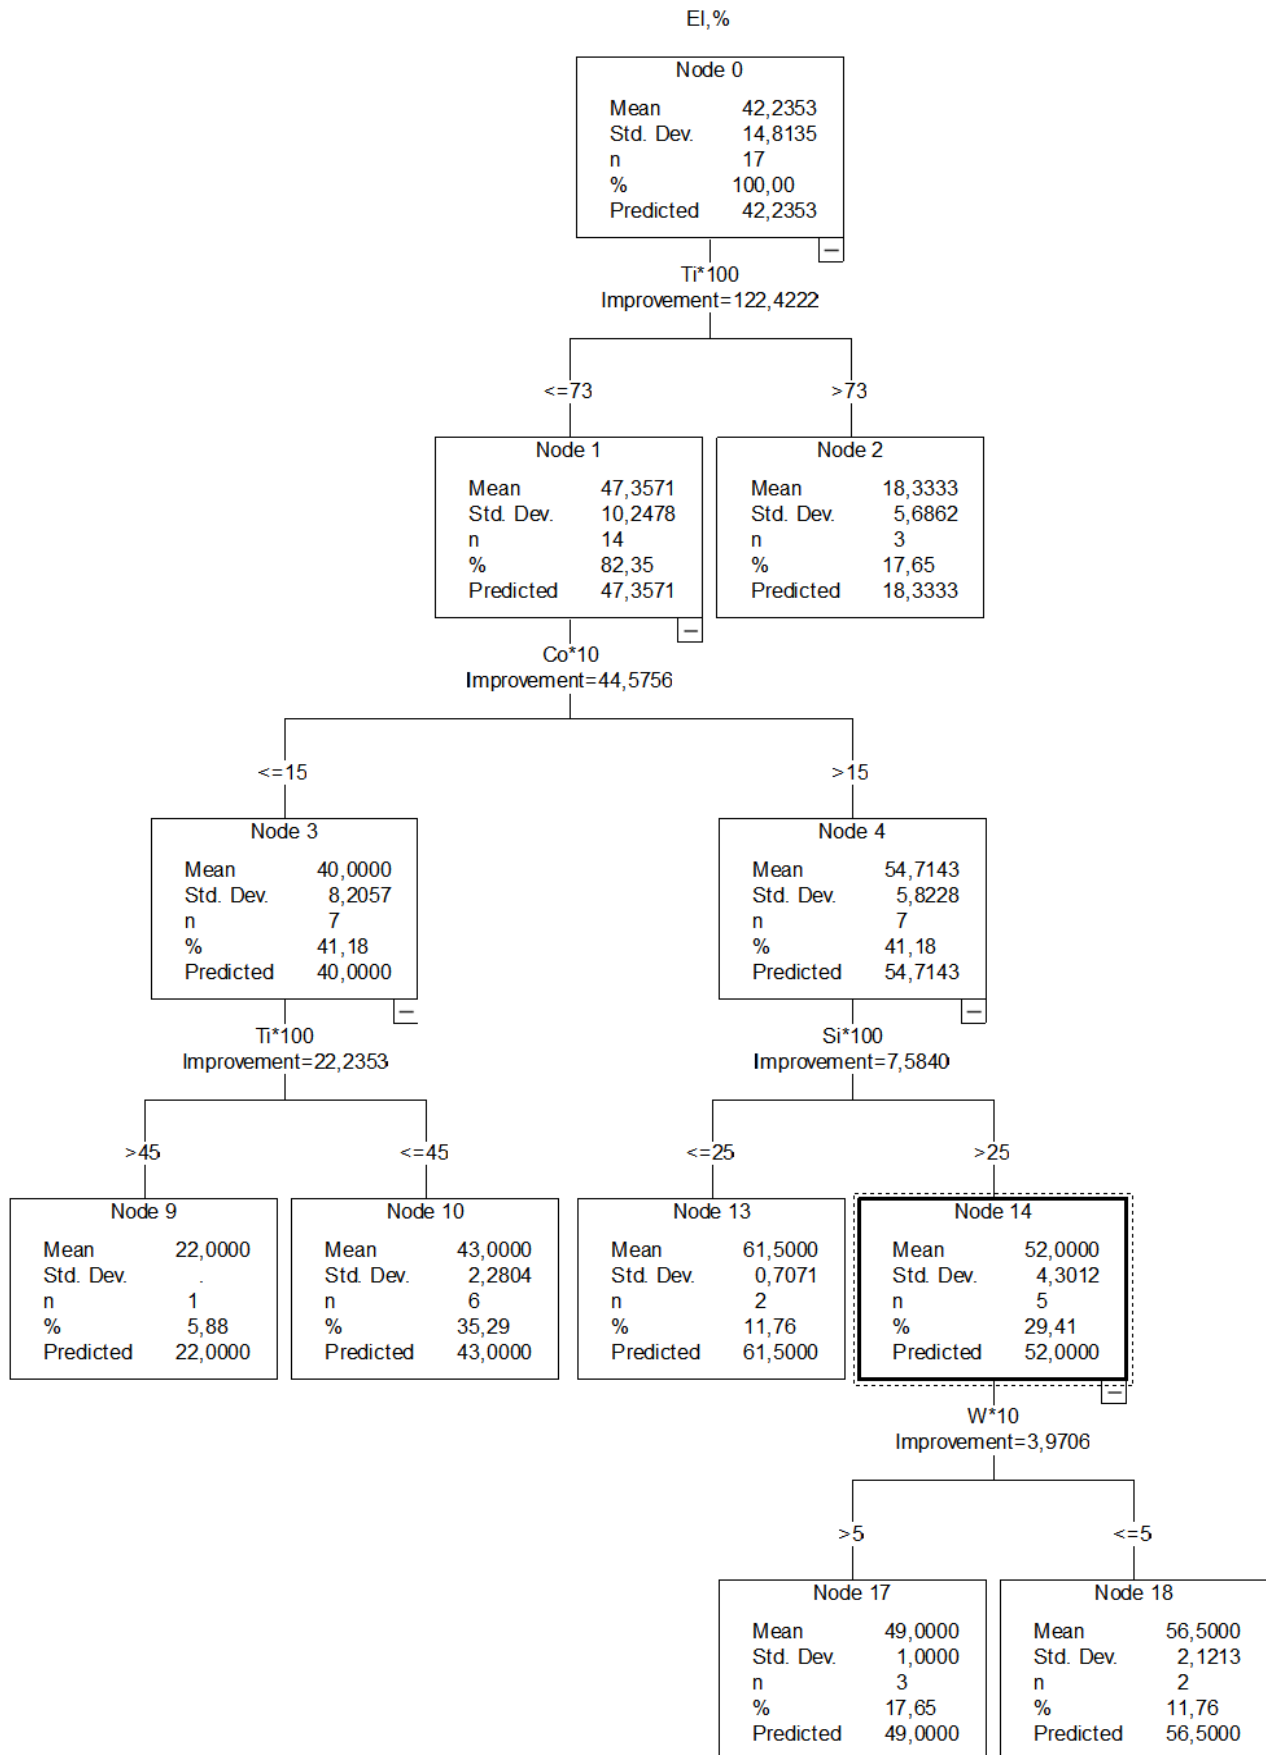 El,%
Node 0
Mean 42,2353
Std. Dev. 14,8135
n 17
% 100,00
Predicted 42,2353
Ti*100
Improvement=122,4222
<=73
>73
Node 1
Mean 47,3571
Std. Dev. 10,2478
n 14
% 82,35
Predicted 47,3571
Node 2
Mean 18,3333
Std. Dev. 5,6862
n 3
% 17,65
Predicted 18,3333
Co*10
Improvement=44,5756
<=15
>15
Node 3
Mean 40,0000
Std. Dev. 8,2057
n 7
% 41,18
Predicted 40,0000
Node 4
Mean 54,7143
Std. Dev. 5,8228
n 7
% 41,18
Predicted 54,7143
Ti*100
Improvement=22,2353
Si*100
Improvement=7,5840
>45
<=45
<=25
>25
Node 9
Mean 22,0000
Std. Dev. .
n 1
% 5,88
Predicted 22,0000
Node 10
Mean 43,0000
Std. Dev. 2,2804
n 6
% 35,29
Predicted 43,0000
Node 13
Mean 61,5000
Std. Dev. 0,7071
n 2
% 11,76
Predicted 61,5000
Node 14
Mean 52,0000
Std. Dev. 4,3012
n 5
% 29,41
Predicted 52,0000
W*10
Improvement=3,9706
>5
<=5
Node 17
Mean 49,0000
Std. Dev. 1,0000
n 3
% 17,65
Predicted 49,0000
Node 18
Mean 56,5000
Std. Dev. 2,1213
n 2
% 11,76
Predicted 56,5000